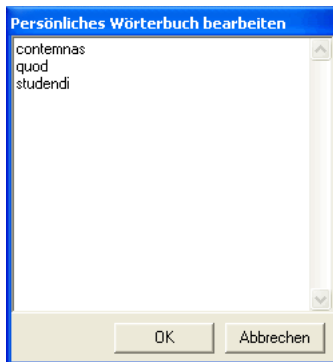 Persönliches Wörterbuch bearbeiten
contemnas
quod
studendi
OK Abbrechen